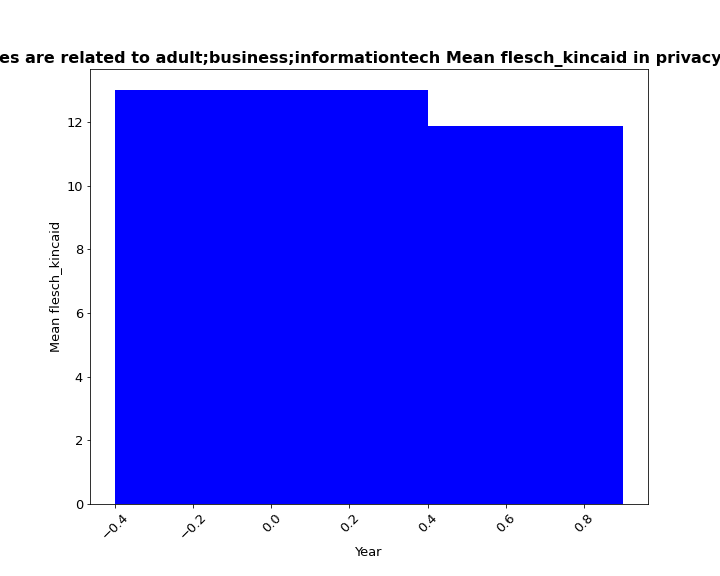 es are related to adult;business;informationtech Mean flesch_kincaid in privacy
12
10
8
6
4
2
0
Mean flesch_kincaid
−0.4 −0.2 0.0 0.2 0.4 0.6 0.8
Year